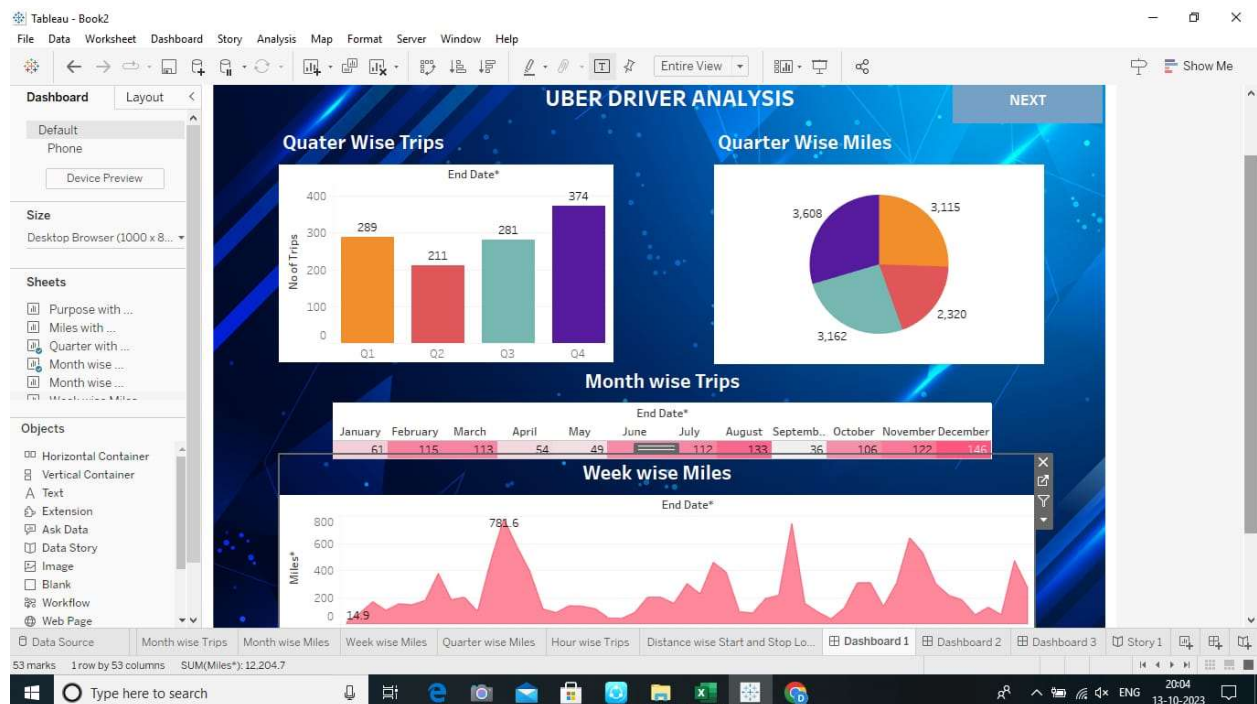 Tableau - Book2
File Data Worksheet Dashboard Story Analysis Map Format Server Window Help
Entire View
Show Me
Dashboard Layout
Default
Phone
Device Preview
Size
Desktop Browser (1000 x 8...
Sheets
Purpose with ...
Miles with ...
Quarter with ...
Month wise ...
Month wise ...
Week wise Miles
Objects
Horizontal Container
Vertical Container
A Text
Extension
Ask Data
Data Story
Image
Blank
Workflow
Web Page
UBER DRIVER ANALYSIS
NEXT
Quater Wise Trips
End Date*
No of Trips
400
300
200
100
0
289
211
281
374
Q1 Q2 Q3 Q4
Quarter Wise Miles
3,608
3,115
2,320
3,162
Month wise Trips
End Date*
January February March April May June July August Septemb.. October November December
61 115 113 54 49 112 133 36 106 122 146
Week wise Miles
End Date*
Miles*
800
600
400
200
0
781.6
14.9
Data Source Month wise Trips Month wise Miles Week wise Miles Quarter wise Miles Hour wise Trips Distance wise Start and Stop Lo... Dashboard 1 Dashboard 2 Dashboard 3 Story 1
53 marks 1 row by 53 columns SUM(Miles*): 12,204.7
Type here to search
ENG
20:04
13-10-2023